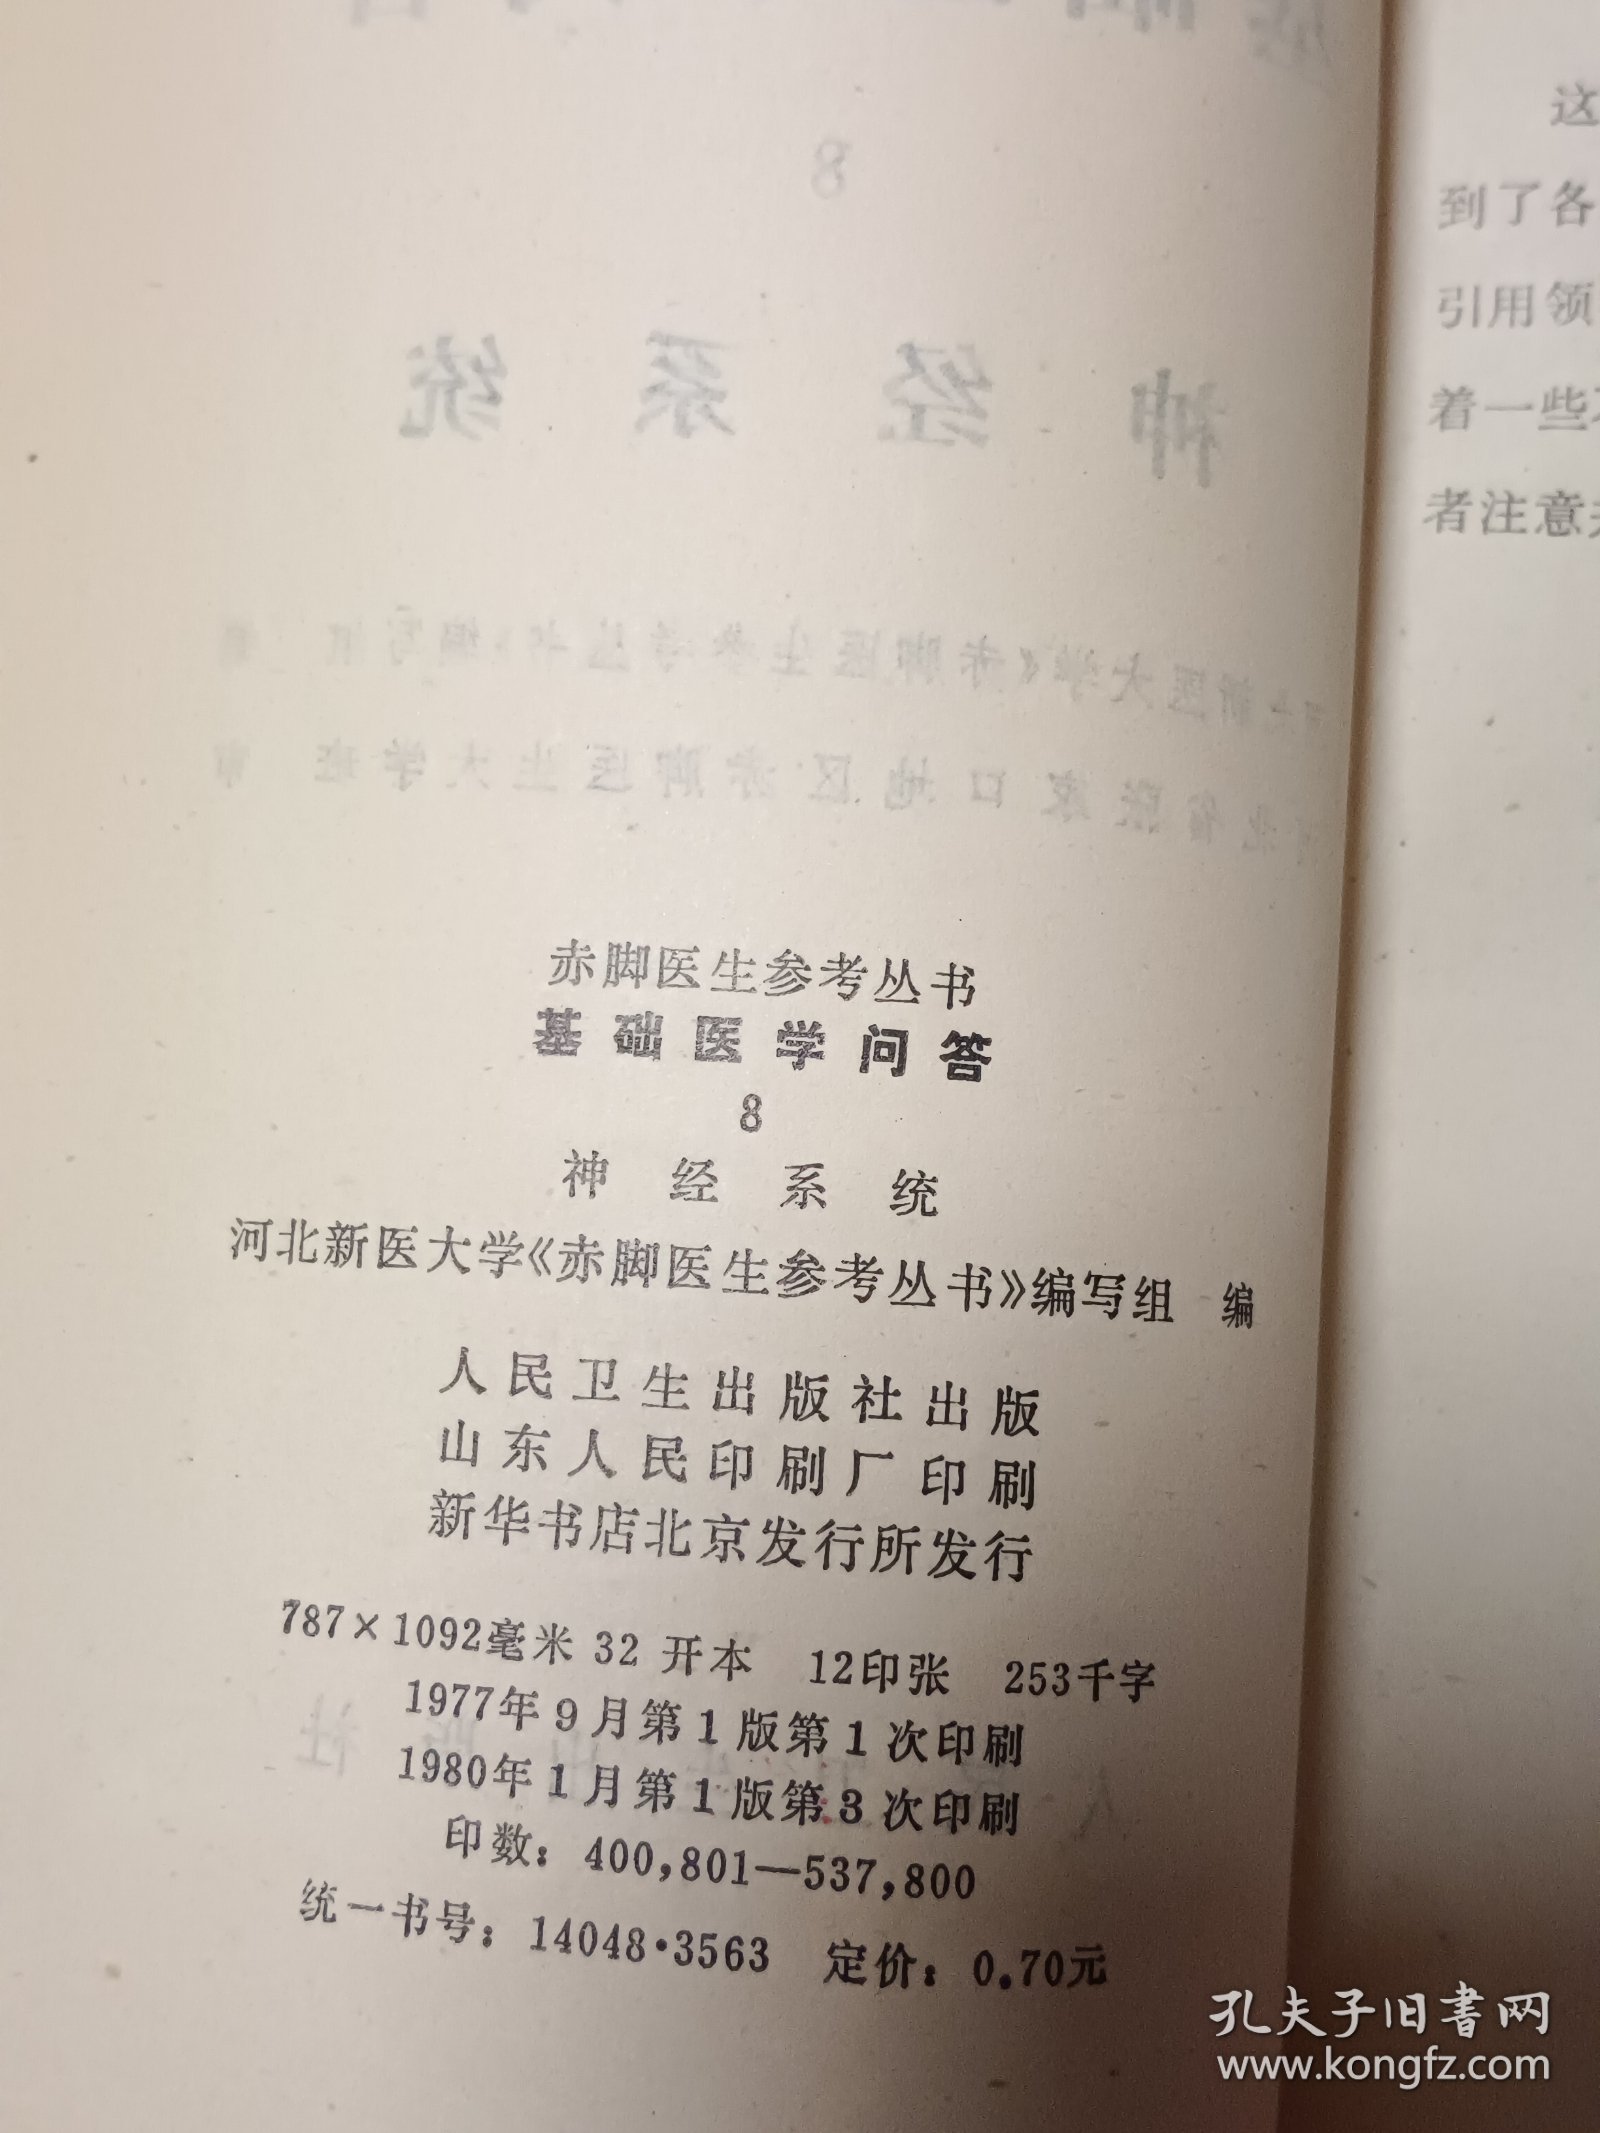 赤脚医生参考丛书
基础医学问答
8
神经系统
河北新医大学《赤脚医生参考丛书》编写组 编
人民卫生出版社出版
山东人民印刷厂印刷
新华书店北京发行所发行
787×1092毫米 32 开本 12印张 253千字
1977年9月第1版第1次印刷
1980年1月第1版第3次印刷
印数：400,801—537,800
统一书号：14048·3563 定价：0.70元
这
到了各
引用领
着一些
者注意
孔夫子旧书网
www.kongfz.com